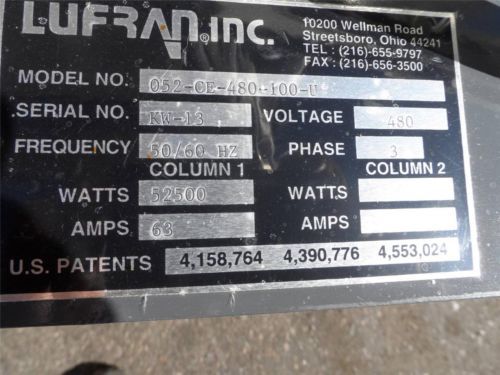 LUFRAN, INC.
10200 Wellman Road
Streetsboro, Ohio 44241
TEL : (216)-655-9797
FAX : (216)-656-3500
MODEL NO. 052-CE-480-100-U
SERIAL NO. KW-13 VOLTAGE 480
FREQUENCY 50/60 HZ PHASE 3
COLUMN 1 COLUMN 2
WATTS 52500 WATTS
AMPS 63 AMPS
U.S. PATENTS 4,158,764 4,390,776 4,553,024